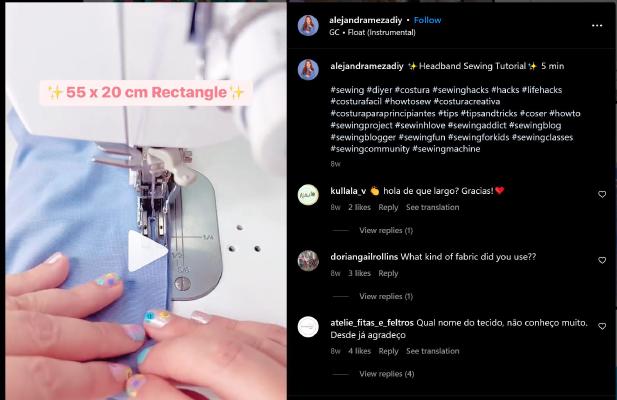 ✨55 x 20 cm Rectangle✨
1/4
1/2
5/8
alejandramezadiy • Follow
GC • Float (Instrumental)
alejandramezadiy ✨Headband Sewing Tutorial✨ 5 min
#sewing #diyer #costura #sewinghacks #hacks #lifehacks
#costurafacil #howtosew #costuracreativa
#costuraparaprincipiantes #tips #tipsandtricks #coser #howto
#sewingproject #sewinhlove #sewingaddict #sewingblog
#sewingblogger #sewingfun #sewingforkids #sewingclasses
#sewingcommunity #sewingmachine
8w
kullala_v 👏 hola de que largo? Gracias!❤️
8w 2 likes Reply See translation
View replies (1)
doriangailrollins What kind of fabric did you use??
8w 3 likes Reply
View replies (1)
atelie_fitas_e_feltros Qual nome do tecido, não conheço muito.
Desde já agradeço
8w 4 likes Reply See translation
View replies (4)